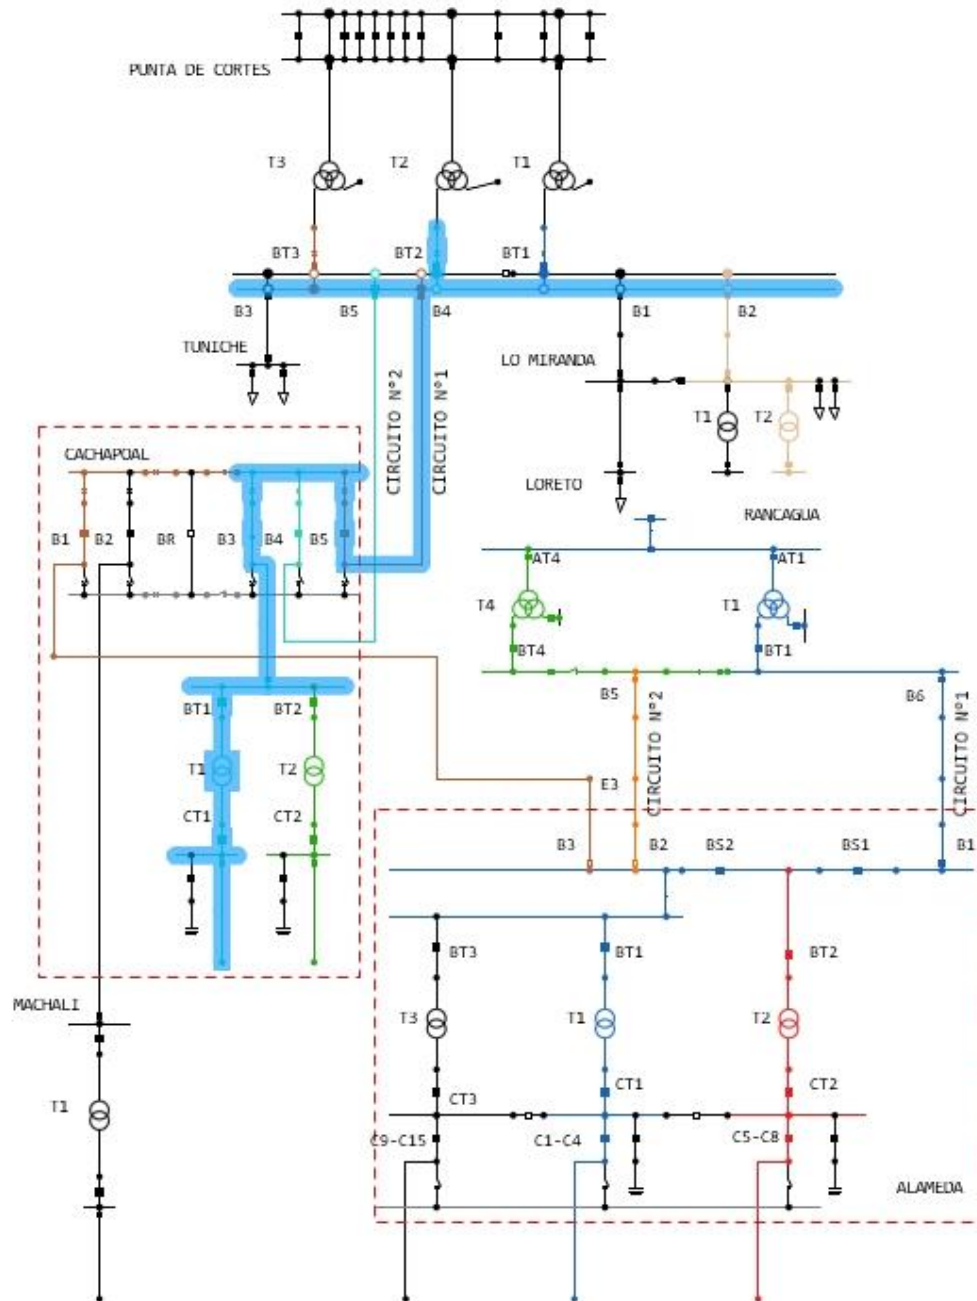 PUNTA DE CORTES
T3
T2
T1
BT3
BT2
BT1
B3
B5
B4
B1
B2
TUNICHE
LO MIRANDA
T1
T2
LORETO
CIRCUITO N°2
CIRCUITO N°1
CACHAPOAL
B1
B2
BR
B3
B4
B5
RANCAGUA
AT4
AT1
T4
T1
BT4
BT1
B5
B6
CIRCUITO N°2
CIRCUITO N°1
E3
BT1
BT2
T1
T2
CT1
CT2
B3
B2
BS2
BS1
B1
BT3
BT1
BT2
MACHALI
T3
T1
T2
T1
CT3
CT1
CT2
C9-C15
C1-C4
C5-C8
ALAMEDA